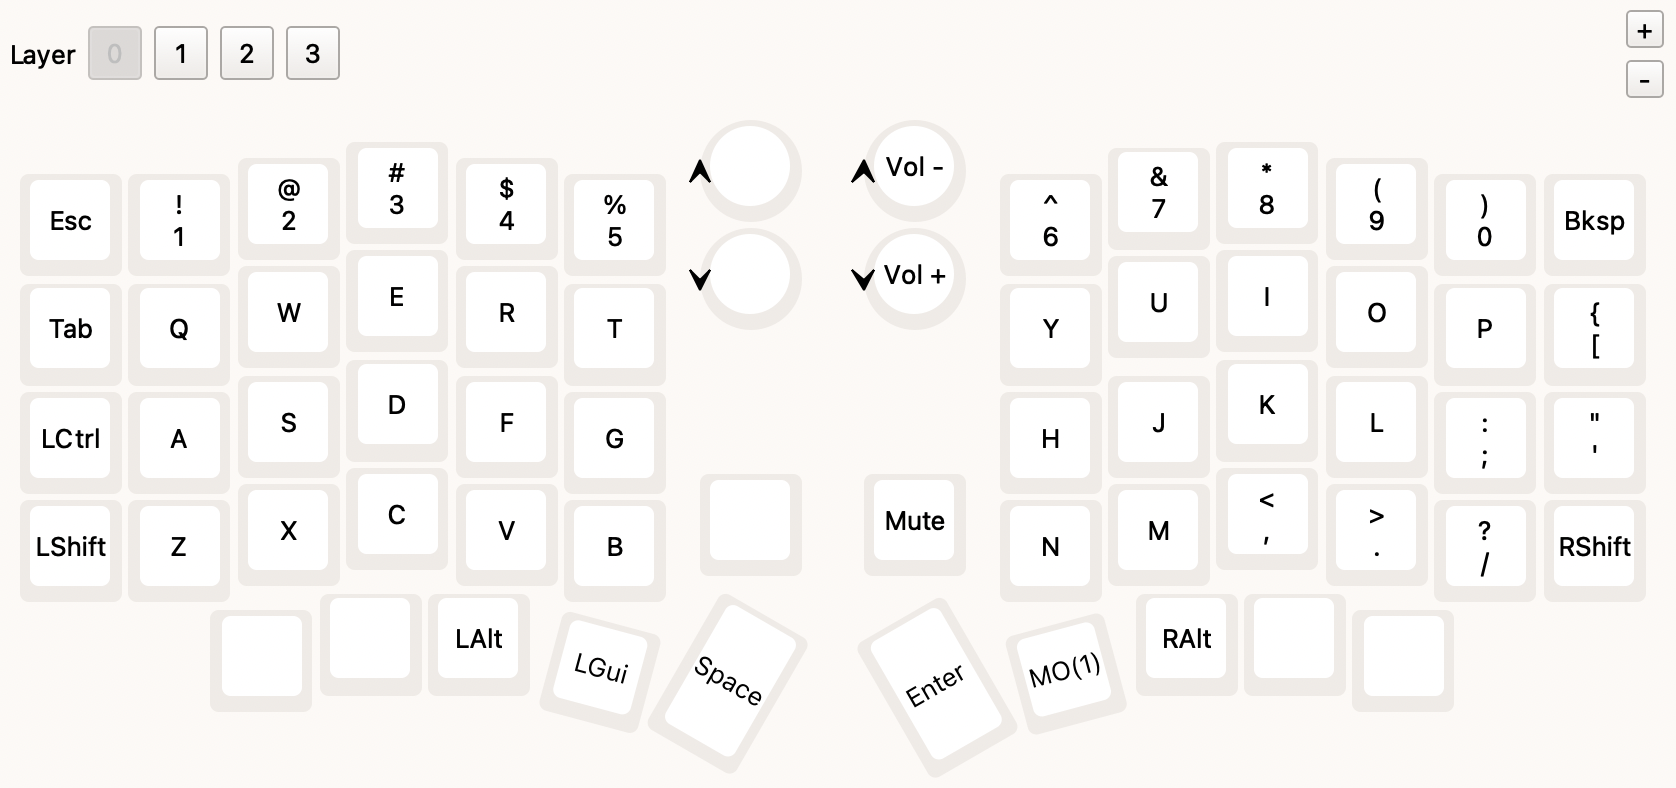 Layer 0 1 2 3
+
-
Esc
!
1
@
2
#
3
$
4
%
5
Vol -
^
6
&
7
*
8
(
9
)
0
Bksp
Tab
Q
W
E
R
T
Vol +
Y
U
I
O
P
{
[
LCtrl
A
S
D
F
G
H
J
K
L
:
;
"
'
LShift
Z
X
C
V
B
Mute
N
M
<
,
>
.
?
/
RShift
LAlt
LGui
Space
Enter
MO(1)
RAlt